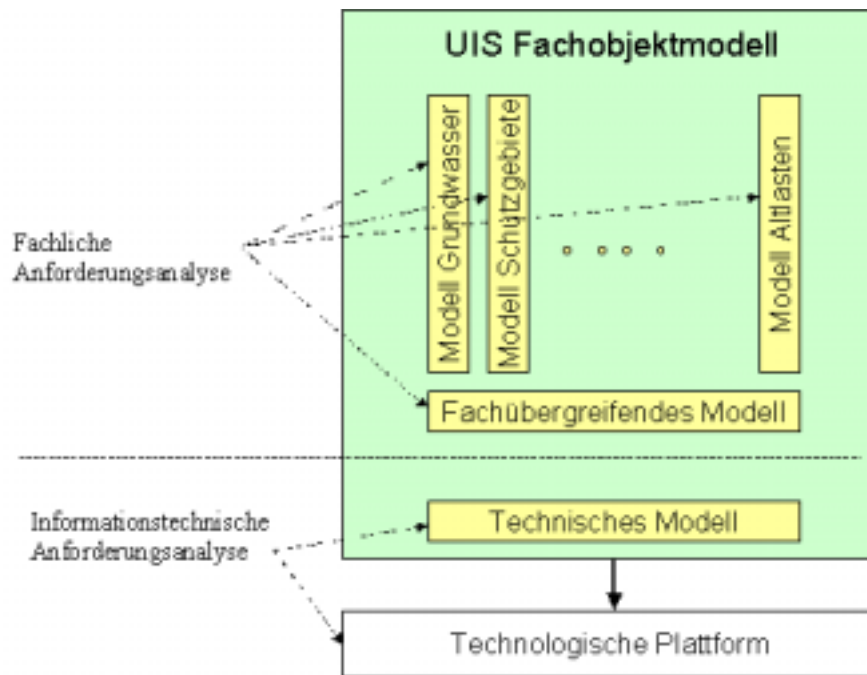 UIS Fachobjektmodell
Modell Grundwasser
Modell Schutzgebiete
Modell Altlasten
Fachliche
Anforderungsanalyse
Fachübergreifendes Modell
Informationstechnische
Anforderungsanalyse
Technisches Modell
Technologische Plattform